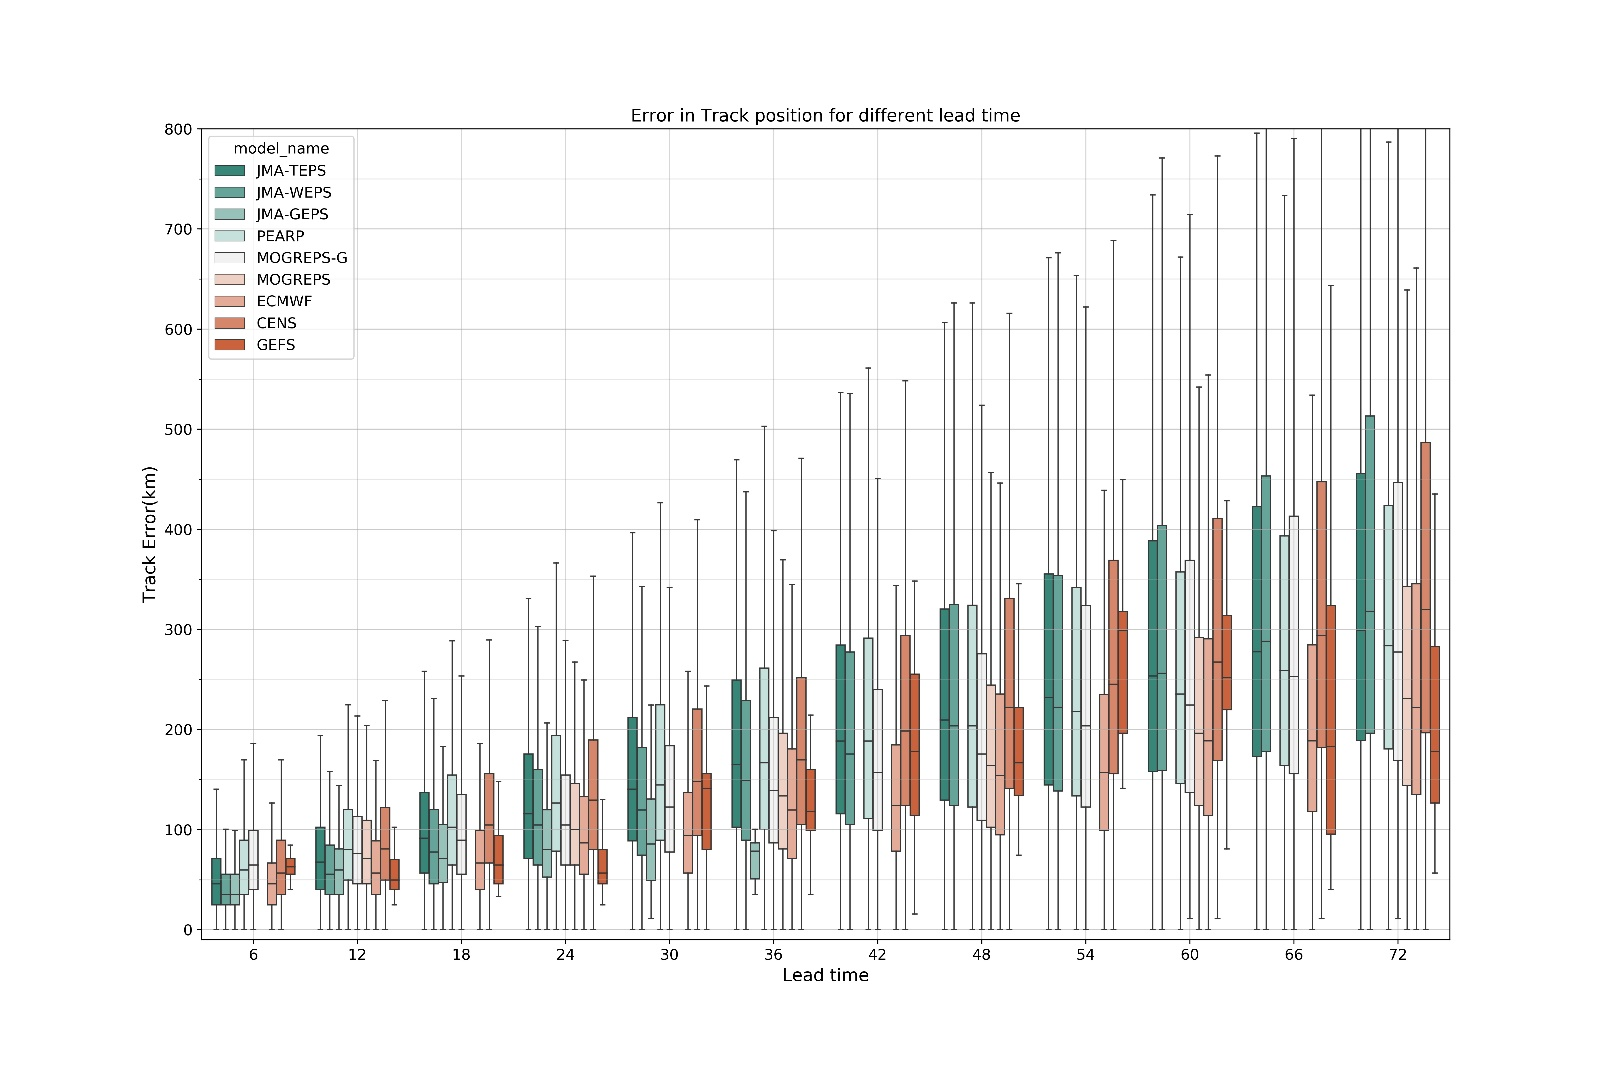 Error in Track position for different lead time
800
700
600
500
400
300
200
100
0
Track Error(km)
model_name
JMA-TEPS
JMA-WEPS
JMA-GEPS
PEARP
MOGREPS-G
MOGREPS
ECMWF
CENS
GEFS
6 12 18 24 30 36 42 48 54 60 66 72
Lead time